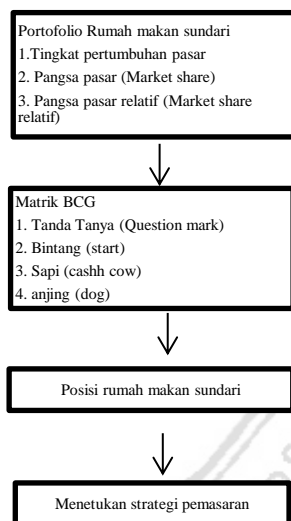 Portofolio Rumah makan sundari
1.Tingkat pertumbuhan pasar
2. Pangsa pasar (Market share)
3. Pangsa pasar relatif (Market share
relatif)
Matrik BCG
1. Tanda Tanya (Question mark)
2. Bintang (start)
3. Sapi (cashh cow)
4. anjing (dog)
Posisi rumah makan sundari
Menetukan strategi pemasaran